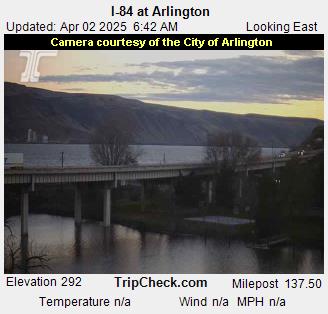 I-84 at Arlington
Updated: Apr 02 2025 6:42 AM Looking East
Camera courtesy of the City of Arlington
Elevation 292 TripCheck.com Milepost 137.50
Temperature n/a Wind n/a MPH n/a